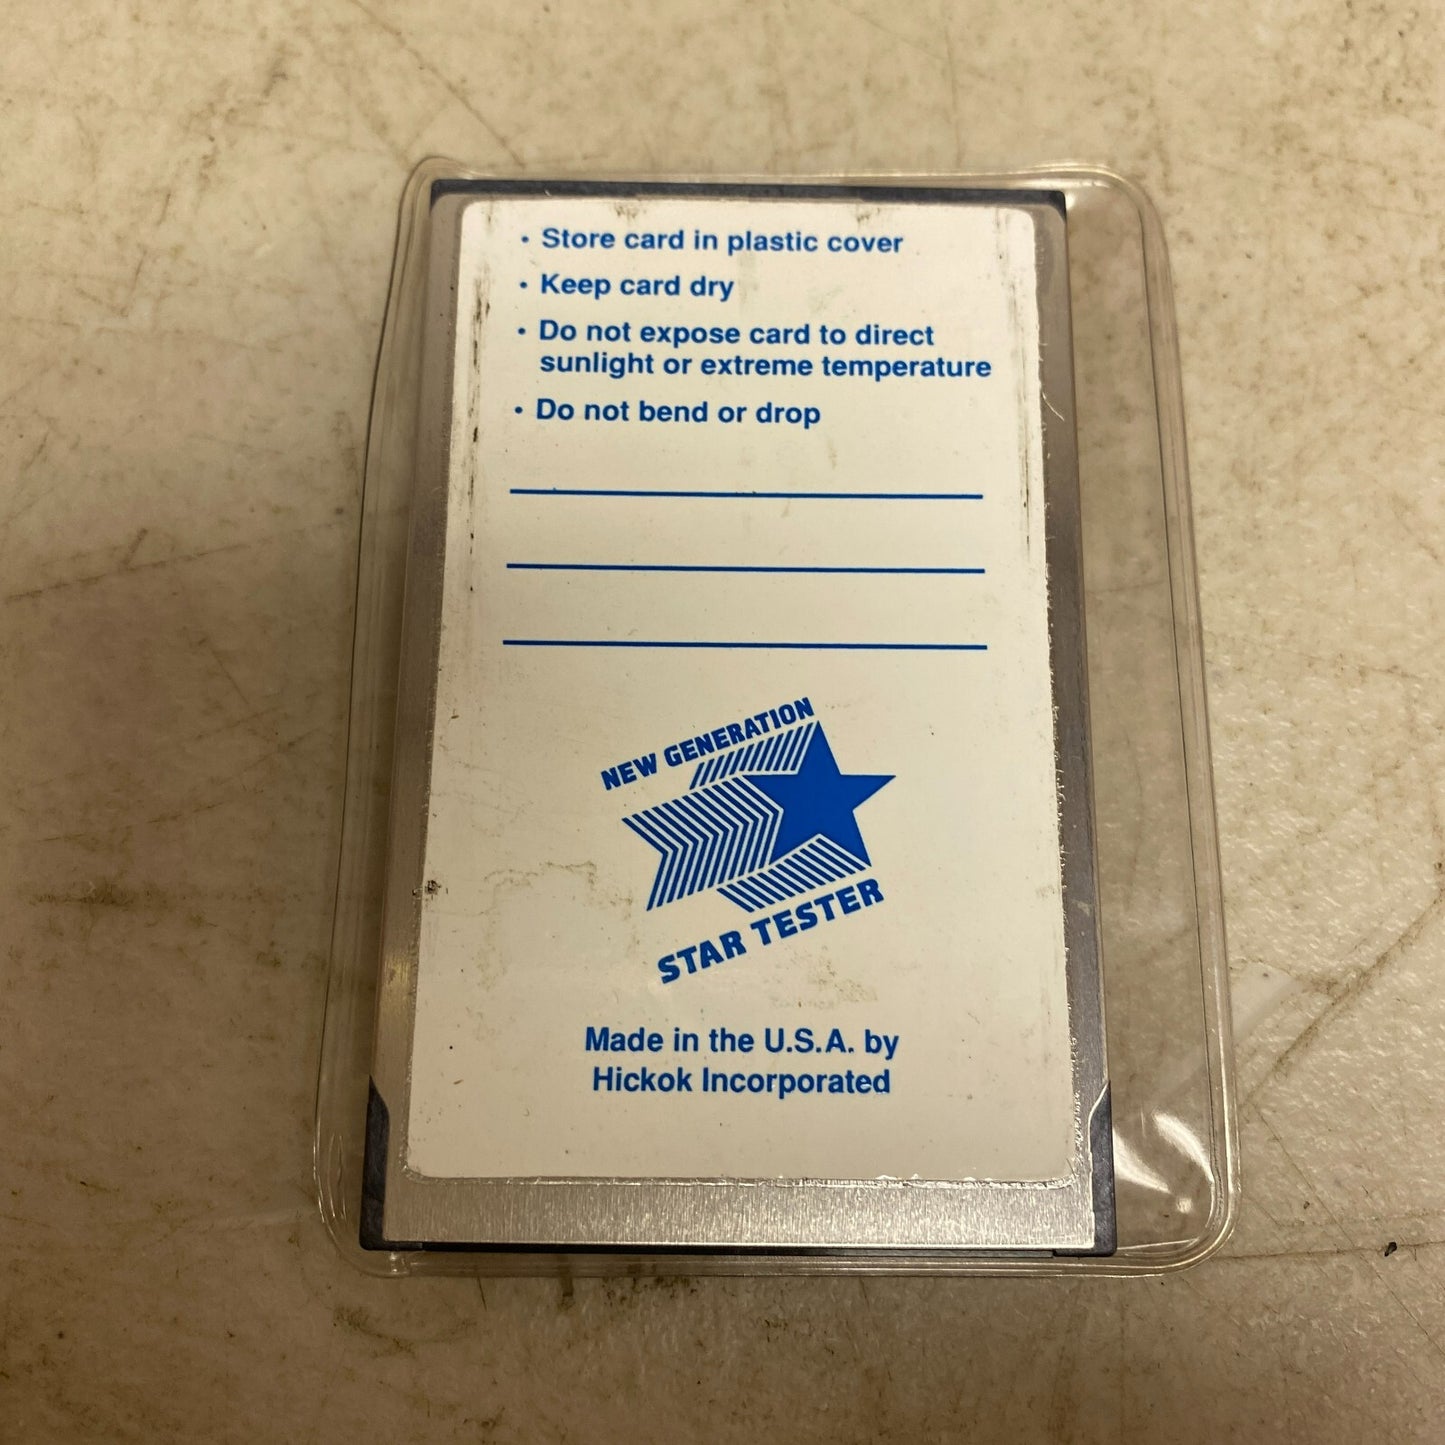 • Store card in plastic cover
• Keep card dry
• Do not expose card to direct
sunlight or extreme temperature
• Do not bend or drop
NEW GENERATION
STAR TESTER
Made in the U.S.A. by
Hickok Incorporated